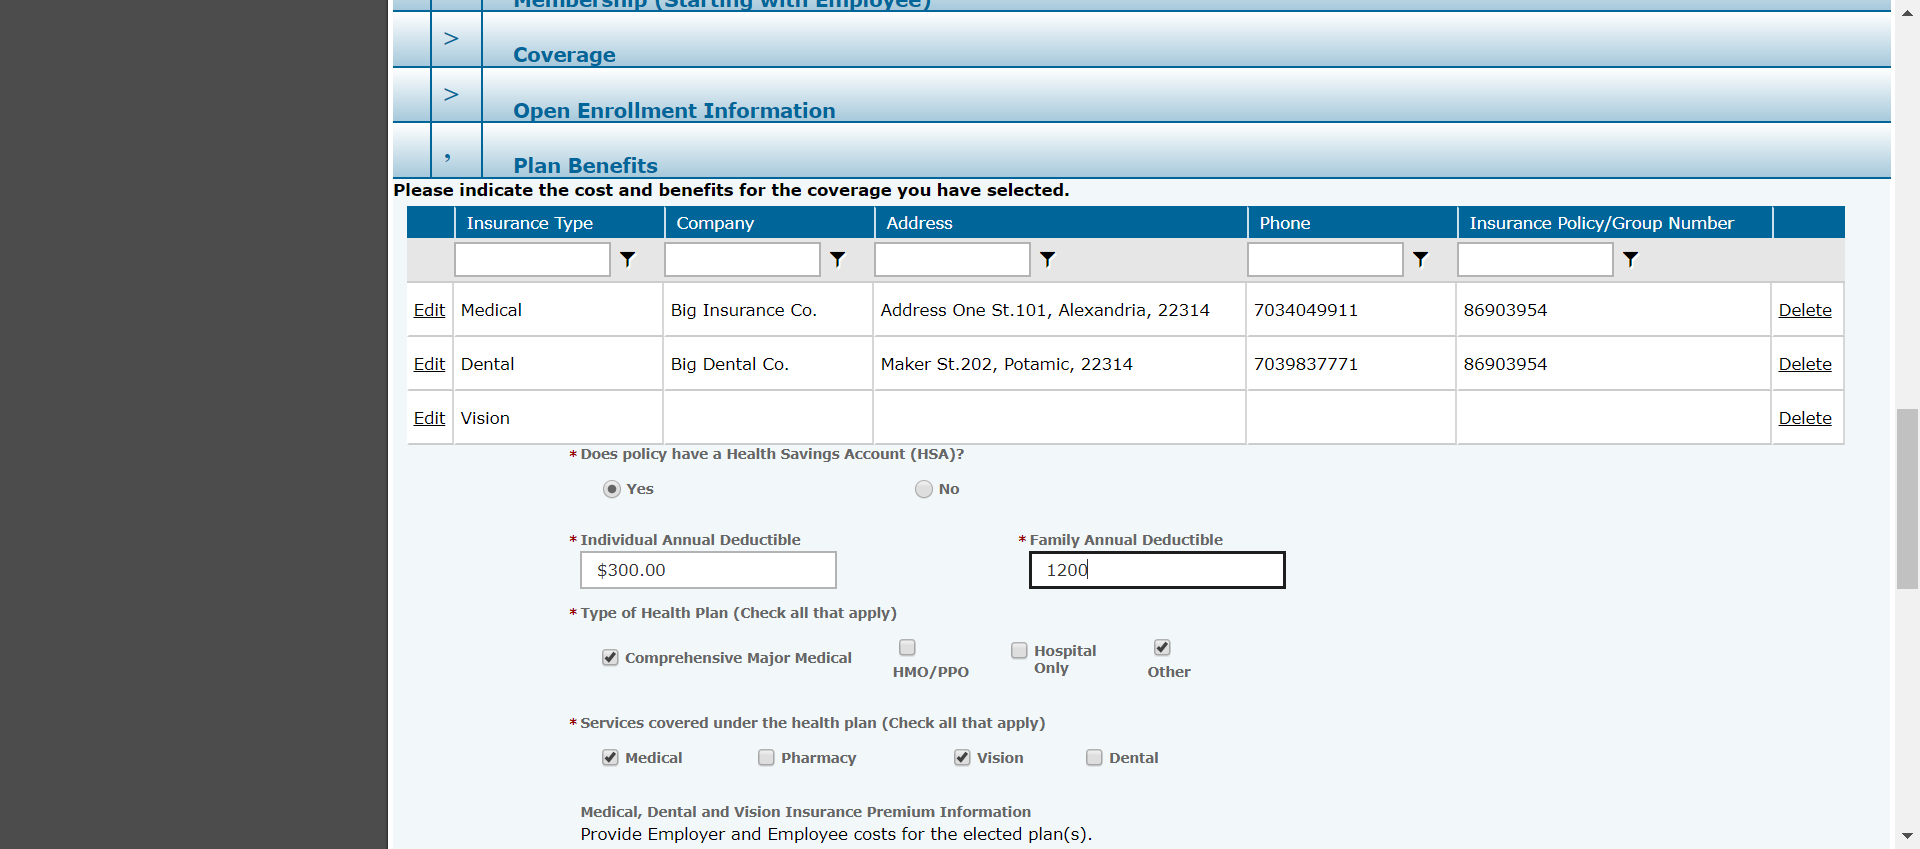 Membership (Starting with Employee)
>
Coverage
>
Open Enrollment Information
,
Plan Benefits
Please indicate the cost and benefits for the coverage you have selected.
Insurance Type Company Address Phone Insurance Policy/Group Number
Edit Medical Big Insurance Co. Address One St.101, Alexandria, 22314 7034049911 86903954 Delete
Edit Dental Big Dental Co. Maker St.202, Potamic, 22314 7039837771 86903954 Delete
Edit Vision Delete
* Does policy have a Health Savings Account (HSA)?
Yes No
* Individual Annual Deductible * Family Annual Deductible
$300.00 1200
* Type of Health Plan (Check all that apply)
Comprehensive Major Medical HMO/PPO Hospital Only Other
* Services covered under the health plan (Check all that apply)
Medical Pharmacy Vision Dental
Medical, Dental and Vision Insurance Premium Information
Provide Employer and Employee costs for the elected plan(s).